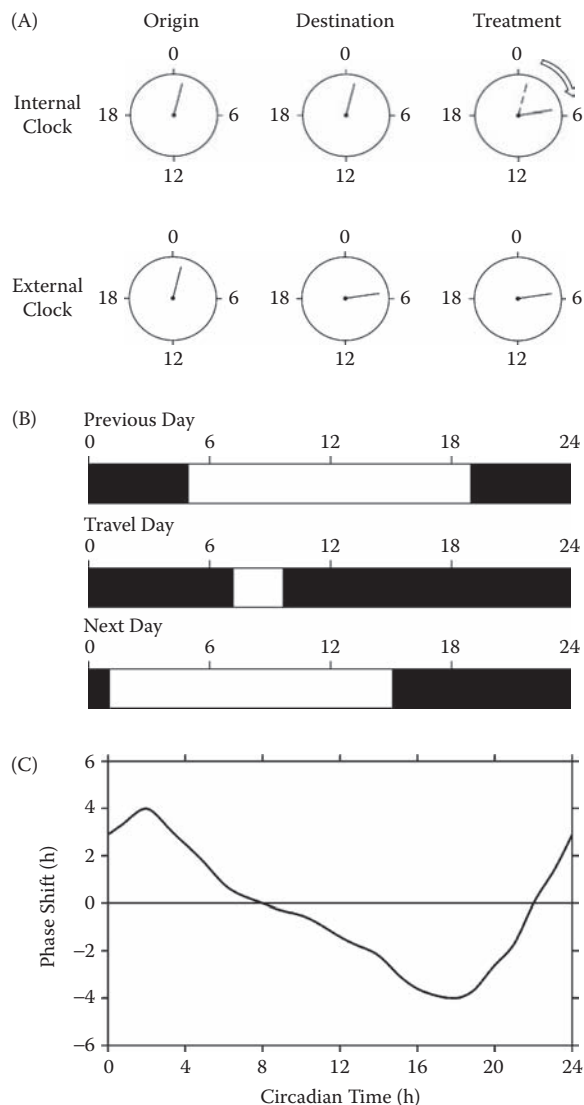 (A)
Origin Destination Treatment
0 0 0
Internal
Clock
18 6 18 6 18 6
12 12 12
0 0 0
External
Clock
18 6 18 6 18 6
12 12 12
(B)
Previous Day
0 6 12 18 24
Travel Day
0 6 12 18 24
Next Day
0 6 12 18 24
(C)
6
4
2
0
−2
−4
−6
Phase Shift (h)
0 4 8 12 16 20 24
Circadian Time (h)